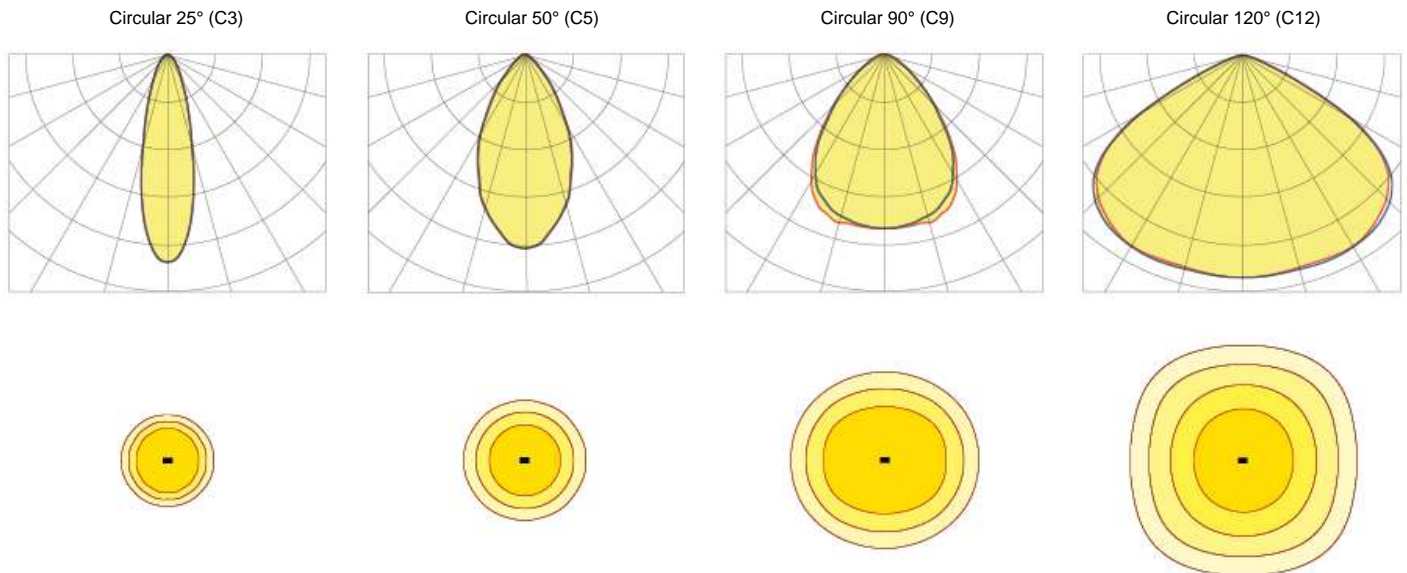 Circular 25° (C3)
Circular 50° (C5)
Circular 90° (C9)
Circular 120° (C12)